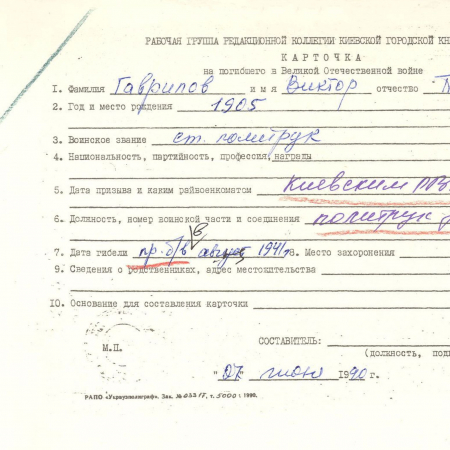 РАБОЧАЯ ГРУППА РЕДАКЦИОННОЙ КОЛЛЕГИИ КИЕВСКОЙ ГОРОДСКОЙ КН
КАРТОЧКА
на погибшего в Великой Отечественной войне
1. Фамилия Гаврилов имя Виктор отчество
2. Год и место рождения 1905
3. Воинское звание ст. политрук
4. Национальность, партийность, профессия, награды
5. Дата призыва и каким райвоенкоматом Киевским РВ
6. Должность, номер воинской части и соединения политрук
7. Дата гибели пр. б/в в август 1941 8. Место захоронения
9. Сведения о родственниках, адрес местожительства
10. Основание для составления карточки
СОСТАВИТЕЛЬ:
М.П.
(должность, под
"07" июня 1990 г.
РАПО «Укрвузполиграф». Зак. № 0335, т. 5000 г. 1990.